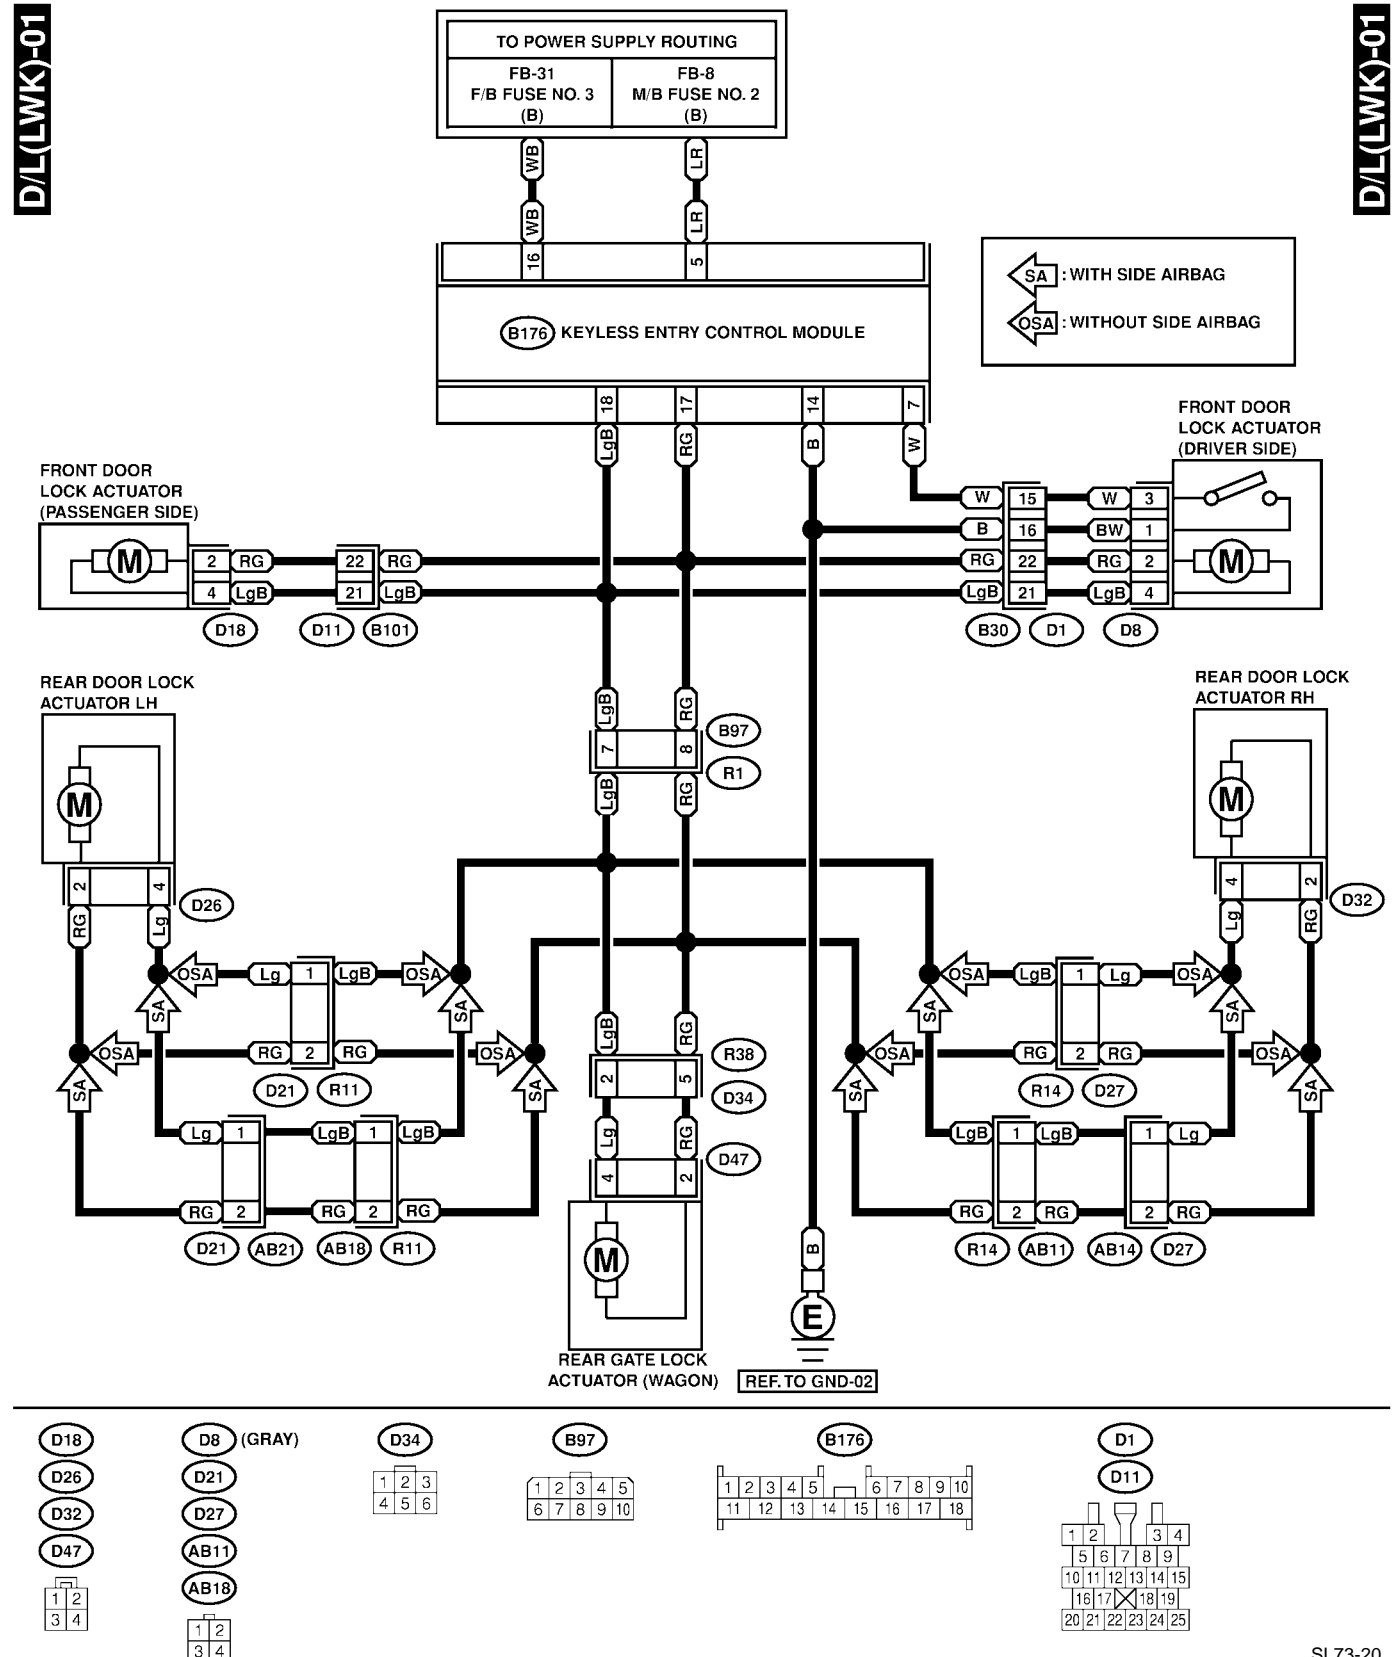 D/L(LWK)-01
D/L(LWK)-01
TO POWER SUPPLY ROUTING
FB-31
F/B FUSE NO. 3
(B)
FB-8
M/B FUSE NO. 2
(B)
WB
LR
WB
LR
16
5
B176 KEYLESS ENTRY CONTROL MODULE
SA : WITH SIDE AIRBAG
OSA : WITHOUT SIDE AIRBAG
18
17
14
7
LgB
RG
B
W
FRONT DOOR
LOCK ACTUATOR
(DRIVER SIDE)
W 15 W 3
B 16 BW 1
RG 22 RG 2
LgB 21 LgB 4
M
B30 D1 D8
FRONT DOOR
LOCK ACTUATOR
(PASSENGER SIDE)
M
2 RG 22 RG
4 LgB 21 LgB
D18 D11 B101
LgB RG
7 8
B97
R1
LgB RG
REAR DOOR LOCK
ACTUATOR LH
M
2 4
D26
RG Lg
REAR DOOR LOCK
ACTUATOR RH
M
4 2
D32
Lg RG
OSA Lg 1 LgB OSA
SA SA
OSA RG 2 RG OSA
SA SA
D21 R11
Lg 1 LgB 1 LgB
RG 2 RG 2 RG
D21 AB21 AB18 R11
OSA LgB 1 Lg OSA
SA SA
OSA RG 2 RG OSA
SA SA
R14 D27
LgB 1 LgB 1 Lg
RG 2 RG 2 RG
R14 AB11 AB14 D27
LgB RG
2 5
R38
D34
Lg RG
4 2
D47
M
REAR GATE LOCK
ACTUATOR (WAGON)
B
E
REF. TO GND-02
D18
D26
D32
D47
1 2
3 4
D8 (GRAY)
D21
D27
AB11
AB18
1 2
3 4
D34
1 2 3
4 5 6
B97
1 2 3 4 5
6 7 8 9 10
B176
1 2 3 4 5 6 7 8 9 10
11 12 13 14 15 16 17 18
D1
D11
1 2 3 4
5 6 7 8 9
10 11 12 13 14 15
16 17 18 19
20 21 22 23 24 25
SL73-20